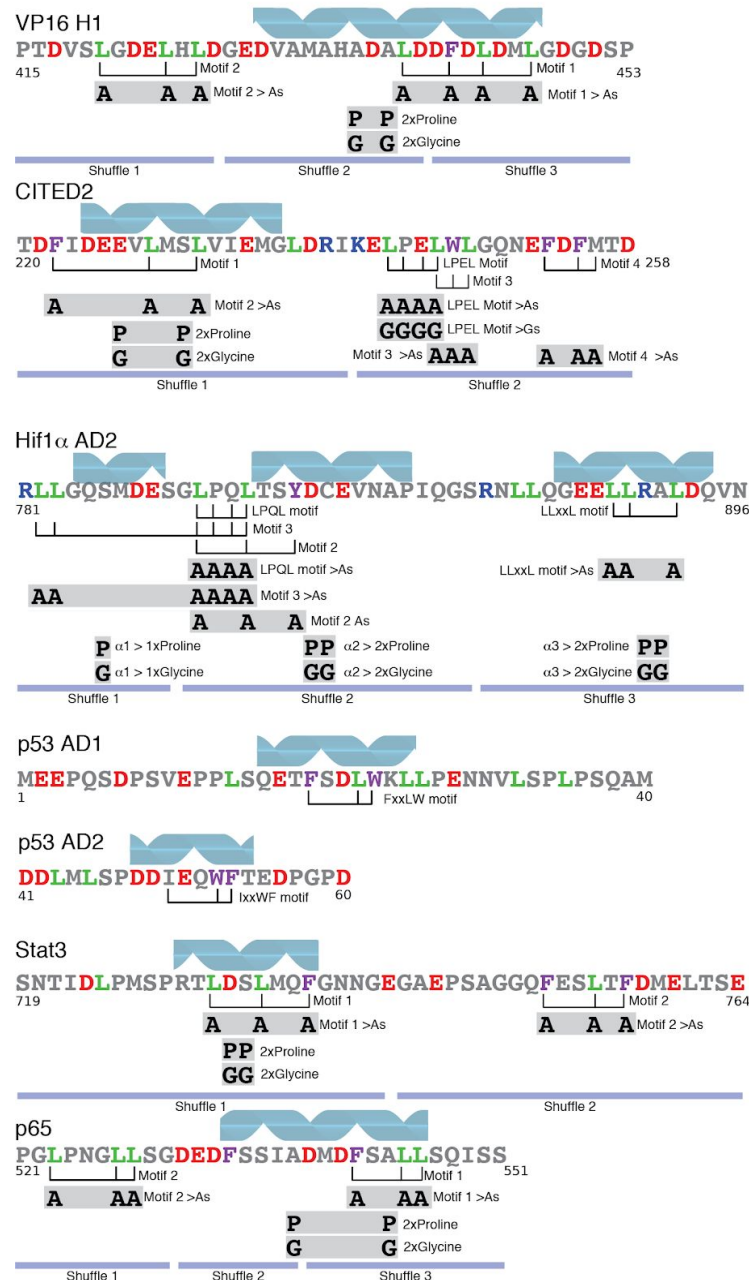 VP16 H1
PTDVSLGDELHLDGEDVAMAHADALDDFDLDMLGDGDSP
415 Motif 2 Motif 1 453
A A A Motif 2 > As A A A A Motif 1 > As
P P 2xProline
G G 2xGlycine
Shuffle 1 Shuffle 2 Shuffle 3
CITED2
TDFIDEEVLMSLVIEMGLDRIKELPELWLGQNEFDFMTD
220 Motif 1 LPEL Motif Motif 4 258
Motif 3
A A A Motif 2 >As AAAA LPEL Motif >As
P P 2xProline GGGG LPEL Motif >Gs
G G 2xGlycine Motif 3 >As AAA A AA Motif 4 >As
Shuffle 1 Shuffle 2
Hif1α AD2
RLLGQSMDESGLPQLTSYDCEVNAPIQGSRNLLQGEELLRALDQVN
781 LPQL motif LLxxL motif 896
Motif 3
Motif 2
AAAA LPQL motif >As LLxxL motif >As AA A
AA AAAA Motif 3 >As
A A A Motif 2 As
P α1 > 1xProline PP α2 > 2xProline α3 > 2xProline PP
G α1 > 1xGlycine GG α2 > 2xGlycine α3 > 2xGlycine GG
Shuffle 1 Shuffle 2 Shuffle 3
p53 AD1
MEEPQSDPSVEPPLSQETFSDLWKLLPENNVLSPLPSQAM
1 FxxLW motif 40
p53 AD2
DDLMLSPDDIEQWFTEDPGPD
41 IxxWF motif 60
Stat3
SNTIDLPMSPRTLDSLMQFGNNGEGAEPSAGGQFESLTFDMELTSE
719 Motif 1 Motif 2 764
A A A Motif 1 >As A A A Motif 2 >As
PP 2xProline
GG 2xGlycine
Shuffle 1 Shuffle 2
p65
PGLPNGLLSGDEDFSSIADMDFSALLSQISS
521 Motif 2 Motif 1 551
A AA Motif 2 >As A AA Motif 1 >As
P P 2xProline
G G 2xGlycine
Shuffle 1 Shuffle 2 Shuffle 3